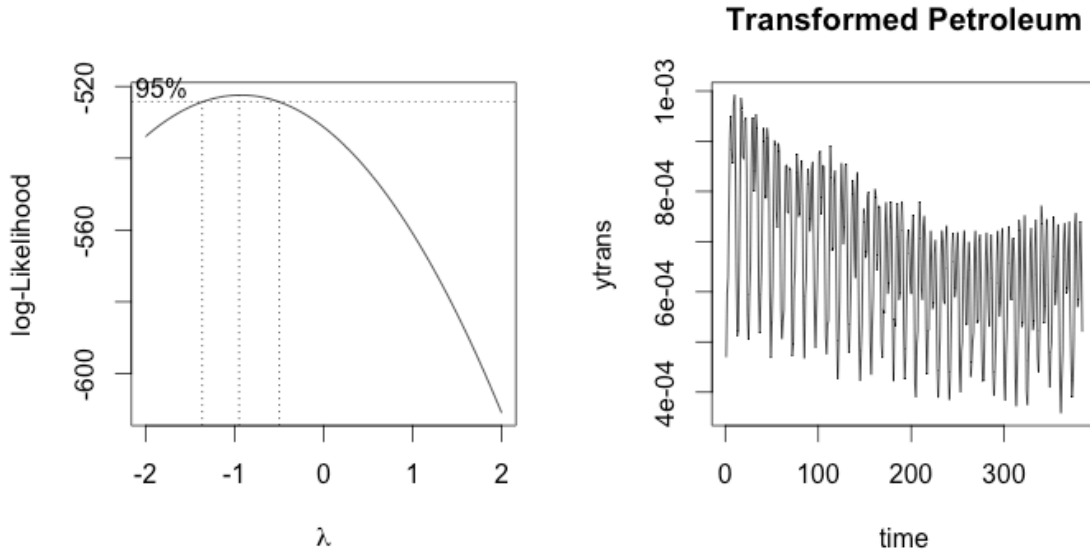 Transformed Petroleum
95%
-520
-560
-600
log-Likelihood
-2 -1 0 1 2
λ
1e-03
8e-04
6e-04
4e-04
ytrans
0 100 200 300
time